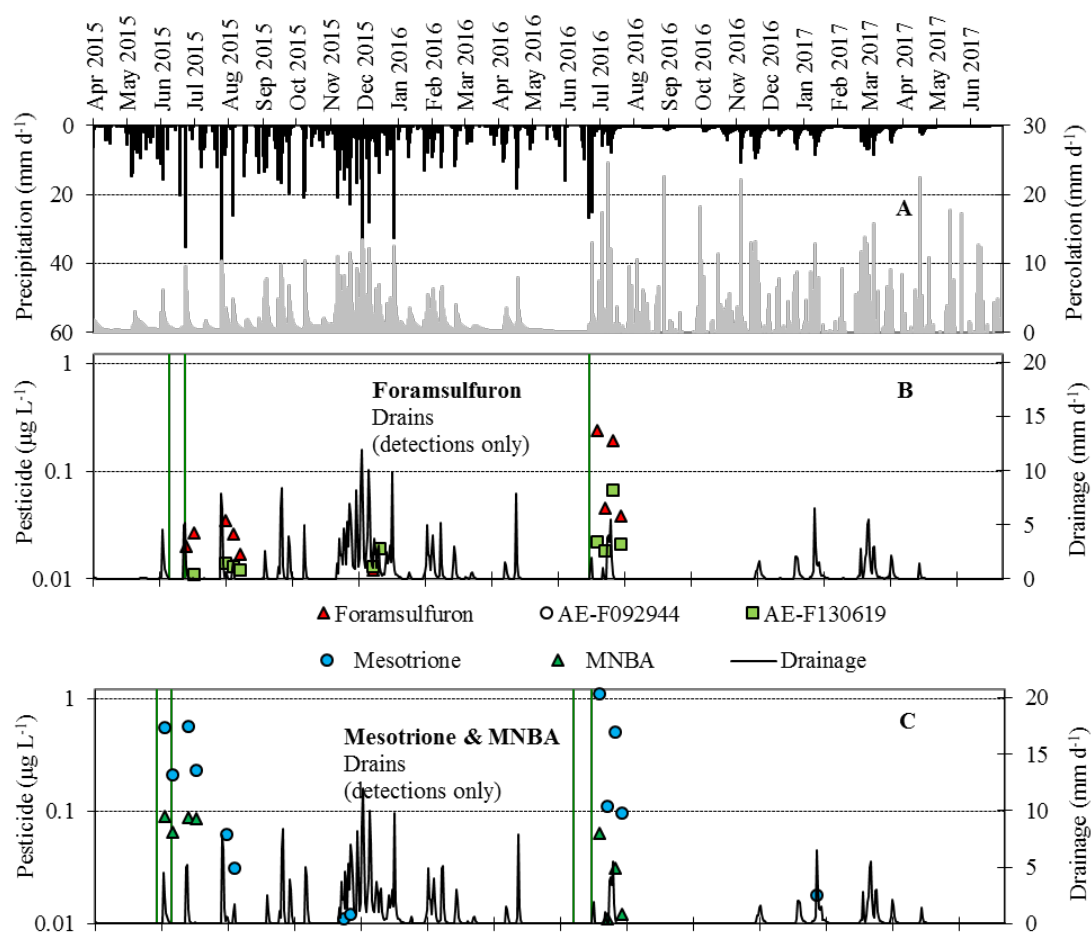 Apr 2015
May 2015
Jun 2015
Jul 2015
Aug 2015
Sep 2015
Oct 2015
Nov 2015
Dec 2015
Jan 2016
Feb 2016
Mar 2016
Apr 2016
May 2016
Jun 2016
Jul 2016
Aug 2016
Sep 2016
Oct 2016
Nov 2016
Dec 2016
Jan 2017
Feb 2017
Mar 2017
Apr 2017
May 2017
Jun 2017
Precipitation (mm d-1)
0
20
40
60
A
30
20
10
0
Percolation (mm d-1)
Pesticide (µg L-1)
1
0.1
0.01
Foramsulfuron
Drains
(detections only)
B
20
15
10
5
0
Drainage (mm d-1)
Foramsulfuron AE-F092944 AE-F130619
Mesotrione MNBA Drainage
Pesticide (µg L-1)
1
0.1
0.01
Mesotrione & MNBA
Drains
(detections only)
C
20
15
10
5
0
Drainage (mm d-1)